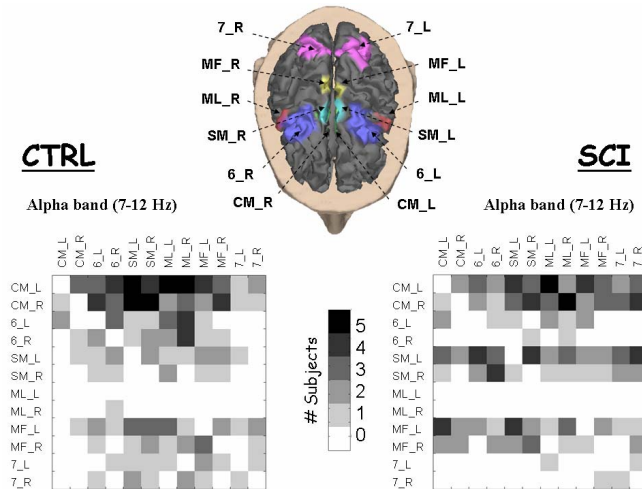 7_R 7_L
MF_R MF_L
ML_R ML_L
SM_R SM_L
6_R 6_L
CM_R CM_L
CTRL SCI
Alpha band (7-12 Hz) Alpha band (7-12 Hz)
CM_L CM_R 6_L 6_R SM_L SM_R ML_L ML_R MF_L MF_R 7_L 7_R
CM_L
CM_R
6_L
6_R
SM_L
SM_R
ML_L
ML_R
MF_L
MF_R
7_L
7_R
# Subjects
5
4
3
2
1
0
CM_L CM_R 6_L 6_R SM_L SM_R ML_L ML_R MF_L MF_R 7_L 7_R
CM_L
CM_R
6_L
6_R
SM_L
SM_R
ML_L
ML_R
MF_L
MF_R
7_L
7_R